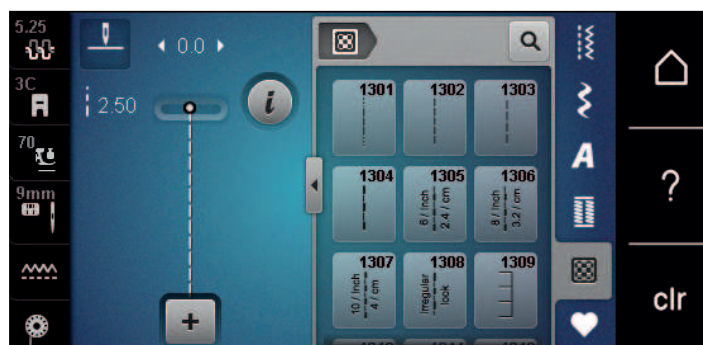 5.25
0.0
3C
2.50
i
70
9mm
1301
1302
1303
1304
1305
6 / Inch
2.4 / cm
1306
8 / Inch
3.2 / cm
1307
10 / Inch
4 / cm
1308
irregular
look
1309
A
?
clr